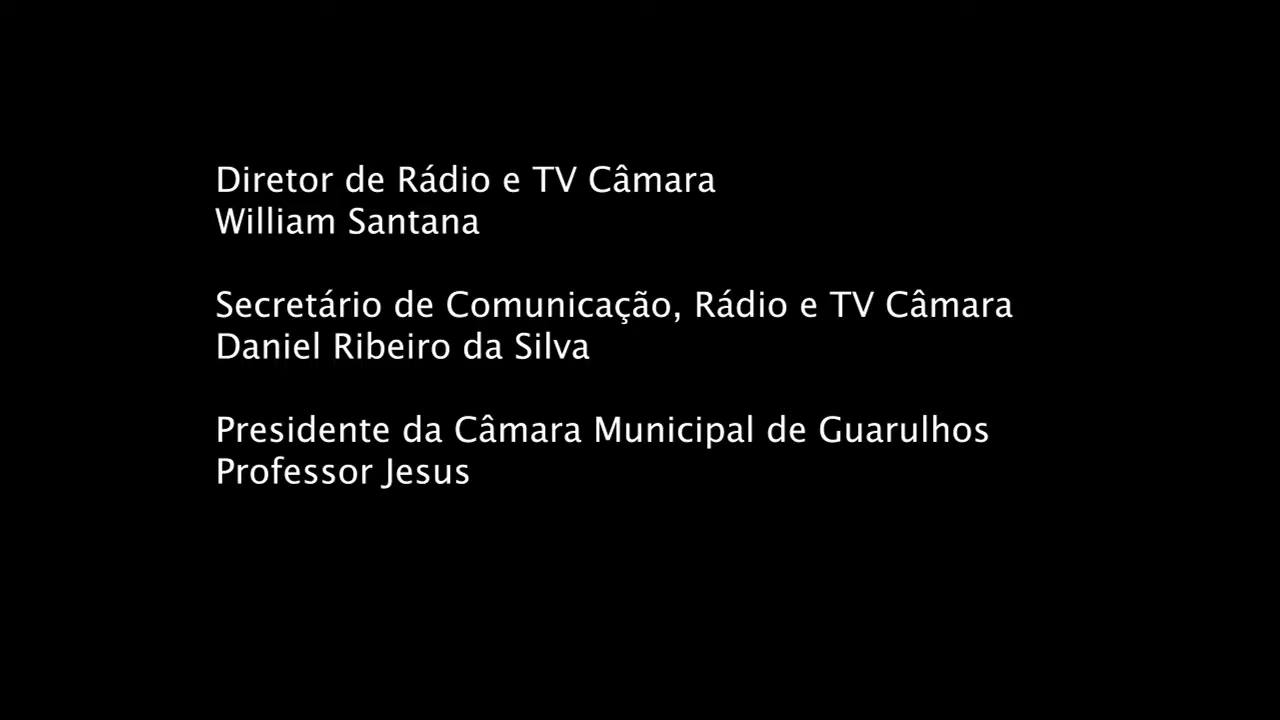 Diretor de Rádio e TV Câmara
William Santana
Secretário de Comunicação, Rádio e TV Câmara
Daniel Ribeiro da Silva
Presidente da Câmara Municipal de Guarulhos
Professor Jesus